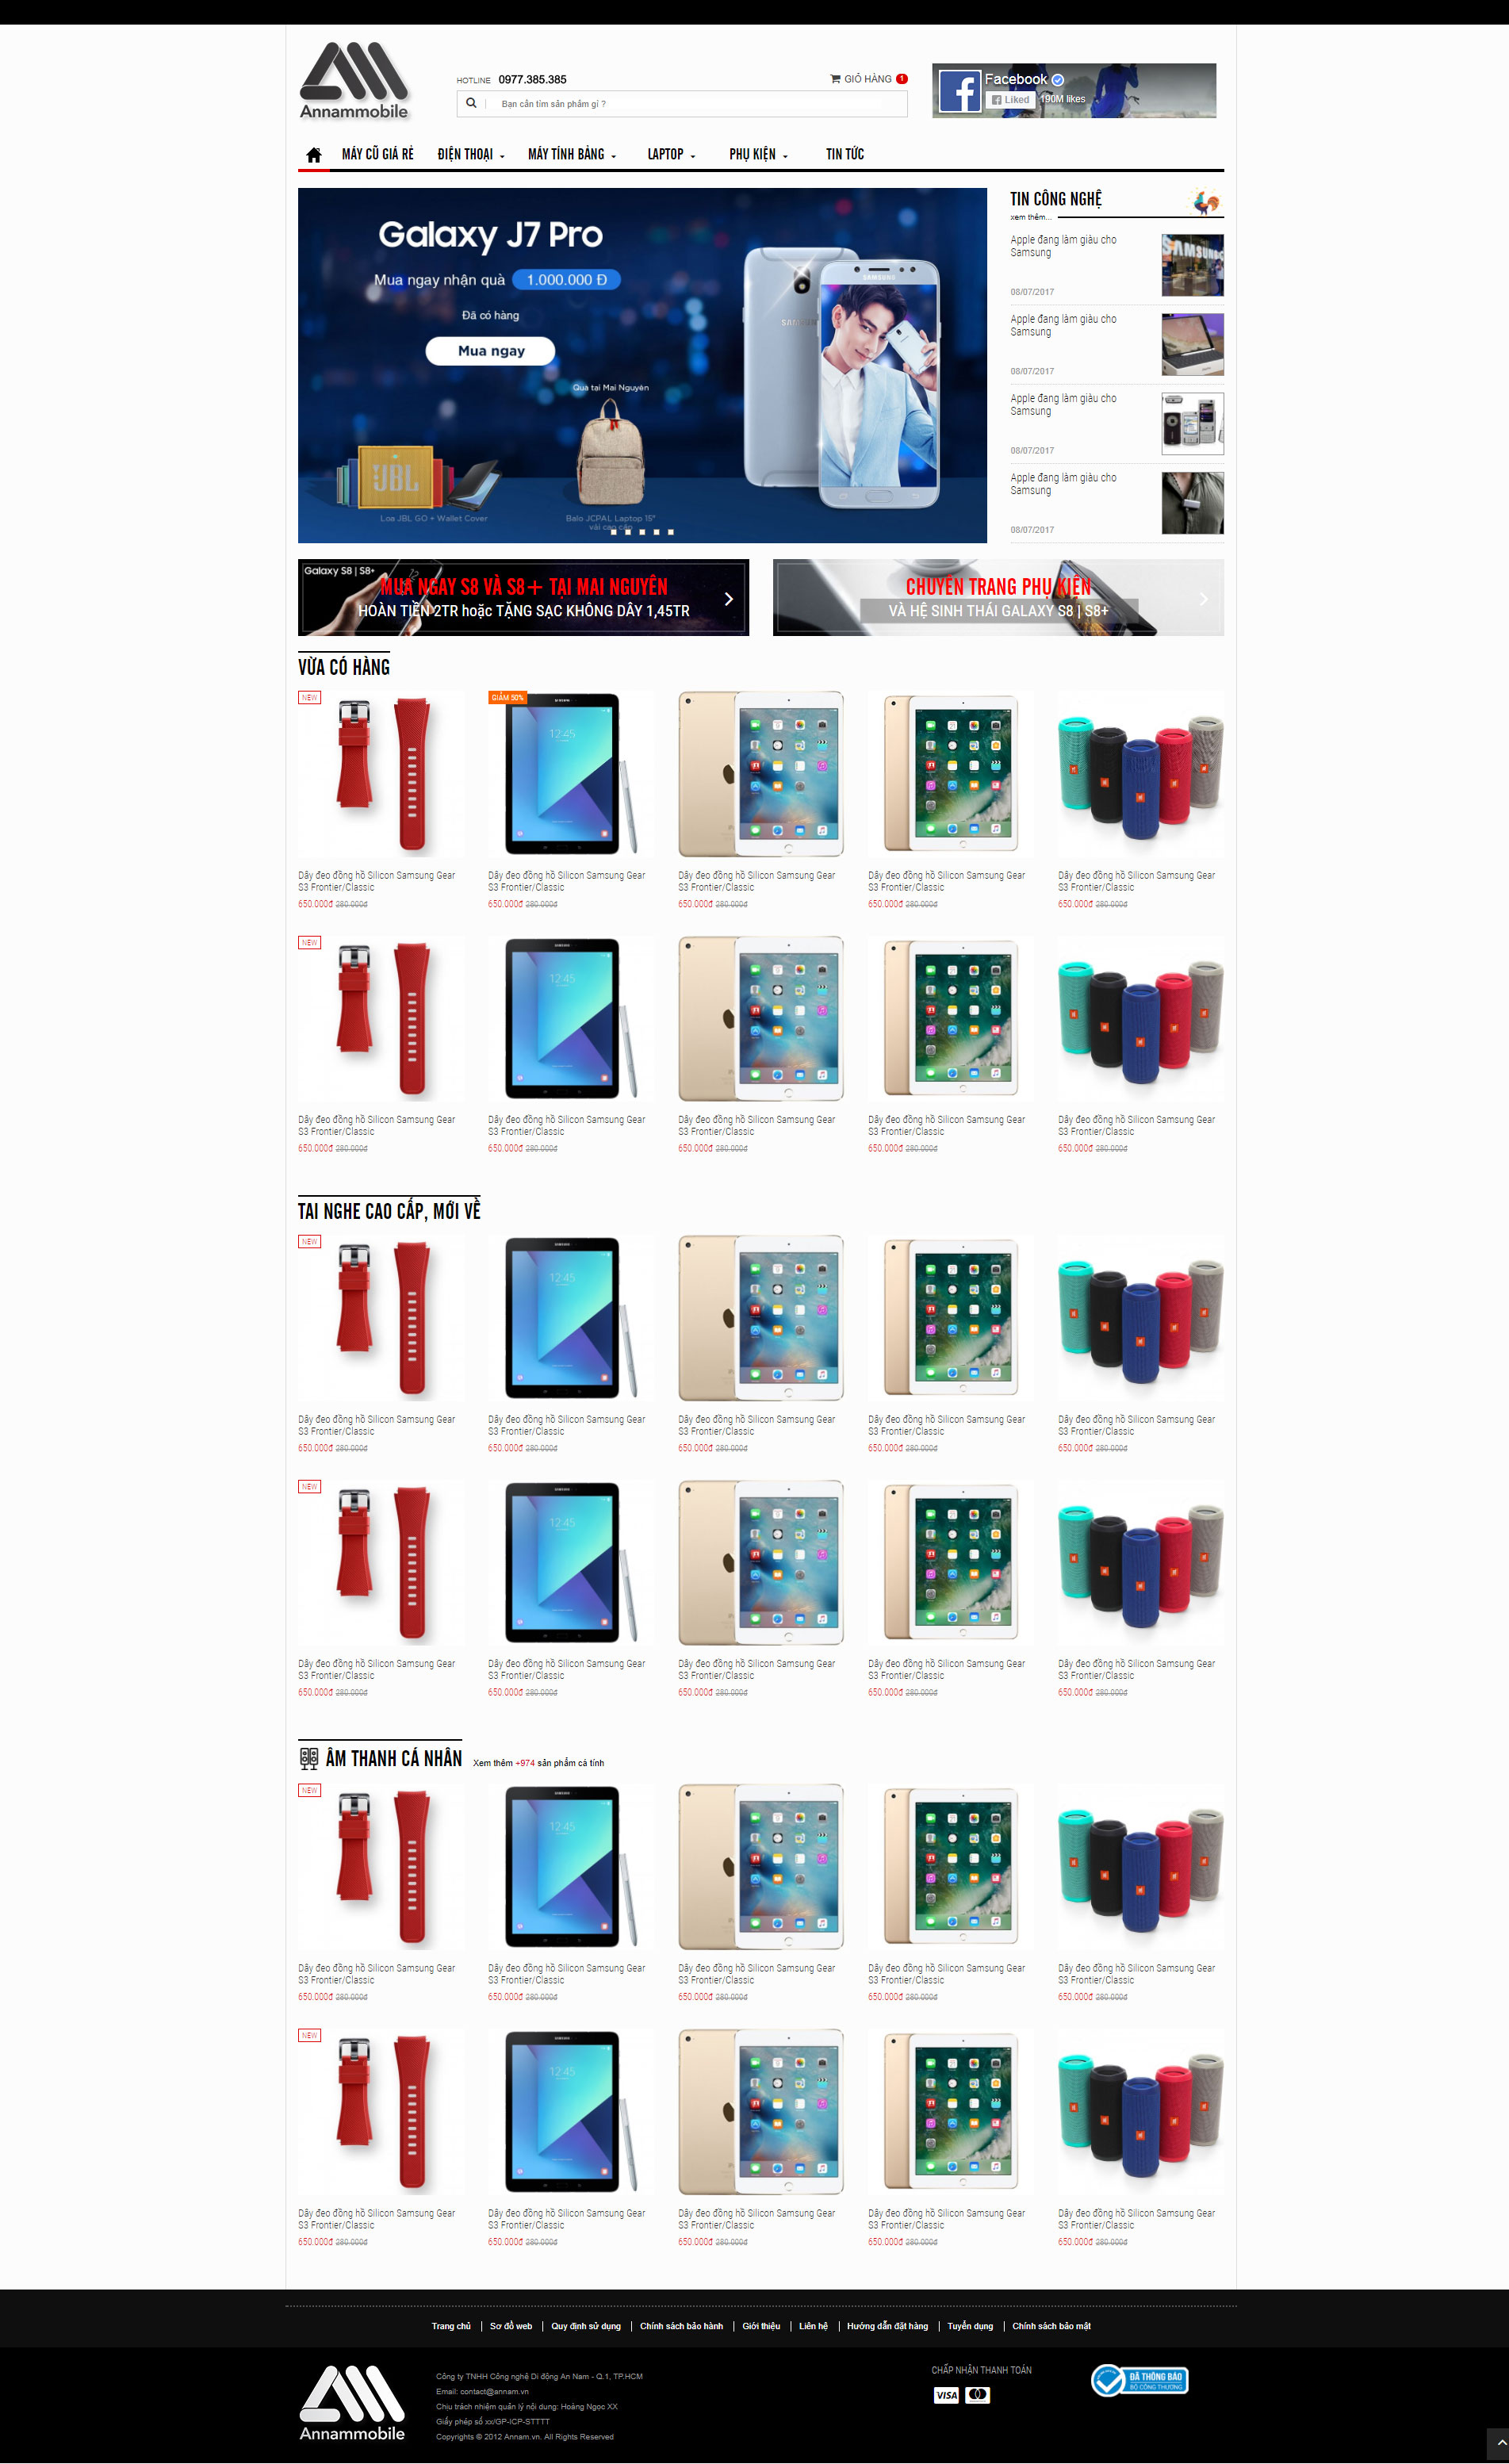 Annammobile
HOTLINE 0977.385.385
GIỎ HÀNG 1
Bạn cần tìm sản phẩm gì ?
Facebook
Liked 190M likes
MÁY CŨ GIÁ RẺ ĐIỆN THOẠI MÁY TÍNH BẢNG LAPTOP PHỤ KIỆN TIN TỨC
Galaxy J7 Pro
Mua ngay nhận quà 1.000.000 Đ
Đã có hàng
Mua ngay
Quà tại Mai Nguyên
SAMSUNG
JBL
Loa JBL GO + Wallet Cover
Balo JCPAL Laptop 15"
vải cao cấp
TIN CÔNG NGHỆ
xem thêm...
Apple đang làm giàu cho
Samsung
08/07/2017
SAMSUNG
Apple đang làm giàu cho
Samsung
08/07/2017
Apple đang làm giàu cho
Samsung
08/07/2017
Apple đang làm giàu cho
Samsung
08/07/2017
Galaxy S8 | S8+
MUA NGAY S8 VÀ S8+ TẠI MAI NGUYÊN
HOÀN TIỀN 2TR hoặc TẶNG SẠC KHÔNG DÂY 1,45TR
CHUYÊN TRANG PHỤ KIỆN
VÀ HỆ SINH THÁI GALAXY S8 | S8+
VỪA CÓ HÀNG
NEW GIẢM 50%
Dây đeo đồng hồ Silicon Samsung Gear Dây đeo đồng hồ Silicon Samsung Gear Dây đeo đồng hồ Silicon Samsung Gear Dây đeo đồng hồ Silicon Samsung Gear Dây đeo đồng hồ Silicon Samsung Gear
S3 Frontier/Classic S3 Frontier/Classic S3 Frontier/Classic S3 Frontier/Classic S3 Frontier/Classic
650.000đ 280.000đ 650.000đ 280.000đ 650.000đ 280.000đ 650.000đ 280.000đ 650.000đ 280.000đ
NEW
Dây đeo đồng hồ Silicon Samsung Gear Dây đeo đồng hồ Silicon Samsung Gear Dây đeo đồng hồ Silicon Samsung Gear Dây đeo đồng hồ Silicon Samsung Gear Dây đeo đồng hồ Silicon Samsung Gear
S3 Frontier/Classic S3 Frontier/Classic S3 Frontier/Classic S3 Frontier/Classic S3 Frontier/Classic
650.000đ 280.000đ 650.000đ 280.000đ 650.000đ 280.000đ 650.000đ 280.000đ 650.000đ 280.000đ
TAI NGHE CAO CẤP, MỚI VỀ
NEW
Dây đeo đồng hồ Silicon Samsung Gear Dây đeo đồng hồ Silicon Samsung Gear Dây đeo đồng hồ Silicon Samsung Gear Dây đeo đồng hồ Silicon Samsung Gear Dây đeo đồng hồ Silicon Samsung Gear
S3 Frontier/Classic S3 Frontier/Classic S3 Frontier/Classic S3 Frontier/Classic S3 Frontier/Classic
650.000đ 280.000đ 650.000đ 280.000đ 650.000đ 280.000đ 650.000đ 280.000đ 650.000đ 280.000đ
NEW
Dây đeo đồng hồ Silicon Samsung Gear Dây đeo đồng hồ Silicon Samsung Gear Dây đeo đồng hồ Silicon Samsung Gear Dây đeo đồng hồ Silicon Samsung Gear Dây đeo đồng hồ Silicon Samsung Gear
S3 Frontier/Classic S3 Frontier/Classic S3 Frontier/Classic S3 Frontier/Classic S3 Frontier/Classic
650.000đ 280.000đ 650.000đ 280.000đ 650.000đ 280.000đ 650.000đ 280.000đ 650.000đ 280.000đ
ÂM THANH CÁ NHÂN Xem thêm +974 sản phẩm cá tính
NEW
Dây đeo đồng hồ Silicon Samsung Gear Dây đeo đồng hồ Silicon Samsung Gear Dây đeo đồng hồ Silicon Samsung Gear Dây đeo đồng hồ Silicon Samsung Gear Dây đeo đồng hồ Silicon Samsung Gear
S3 Frontier/Classic S3 Frontier/Classic S3 Frontier/Classic S3 Frontier/Classic S3 Frontier/Classic
650.000đ 280.000đ 650.000đ 280.000đ 650.000đ 280.000đ 650.000đ 280.000đ 650.000đ 280.000đ
NEW
Dây đeo đồng hồ Silicon Samsung Gear Dây đeo đồng hồ Silicon Samsung Gear Dây đeo đồng hồ Silicon Samsung Gear Dây đeo đồng hồ Silicon Samsung Gear Dây đeo đồng hồ Silicon Samsung Gear
S3 Frontier/Classic S3 Frontier/Classic S3 Frontier/Classic S3 Frontier/Classic S3 Frontier/Classic
650.000đ 280.000đ 650.000đ 280.000đ 650.000đ 280.000đ 650.000đ 280.000đ 650.000đ 280.000đ
Trang chủ | Sơ đồ web | Quy định sử dụng | Chính sách bảo hành | Giới thiệu | Liên hệ | Hướng dẫn đặt hàng | Tuyển dụng | Chính sách bảo mật
Annammobile
Công ty TNHH Công nghệ Di động An Nam - Q.1, TP.HCM
Email: contact@annam.vn
Chịu trách nhiệm quản lý nội dung: Hoàng Ngọc XX
Giấy phép số xx/GP-ICP-STTTT
Copyrights © 2012 Annam.vn. All Rights Reserved
CHẤP NHẬN THANH TOÁN
VISA
ĐÃ THÔNG BÁO
BỘ CÔNG THƯƠNG